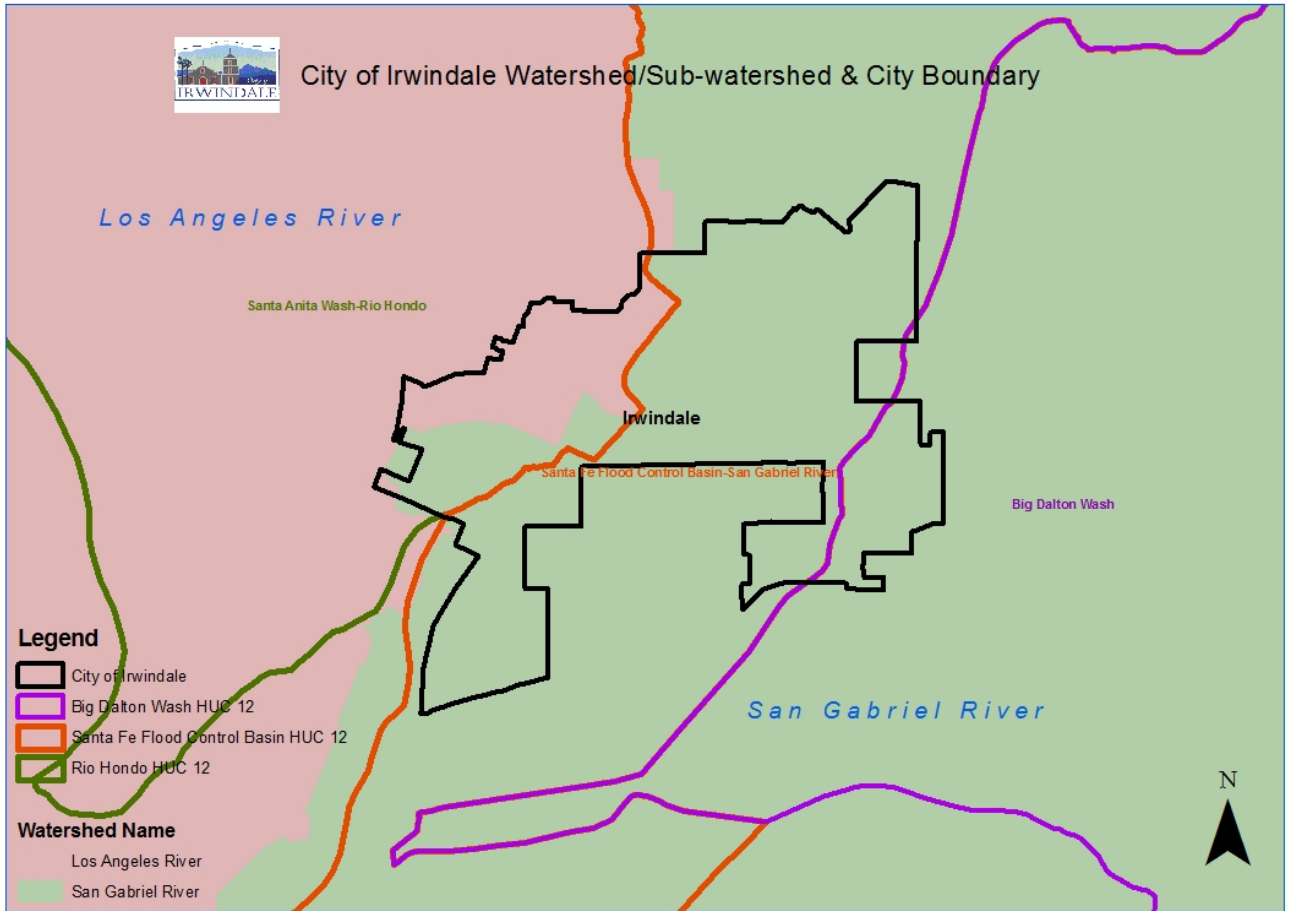 IRWINDALE
City of Irwindale Watershed/Sub-watershed & City Boundary
Los Angeles River
Santa Anita Wash-Rio Hondo
Irwindale
Santa Fe Flood Control Basin-San Gabriel River
Big Dalton Wash
San Gabriel River
Legend
City of Irwindale
Big Dalton Wash HUC 12
Santa Fe Flood Control Basin HUC 12
Rio Hondo HUC 12
Watershed Name
Los Angeles River
San Gabriel River
N